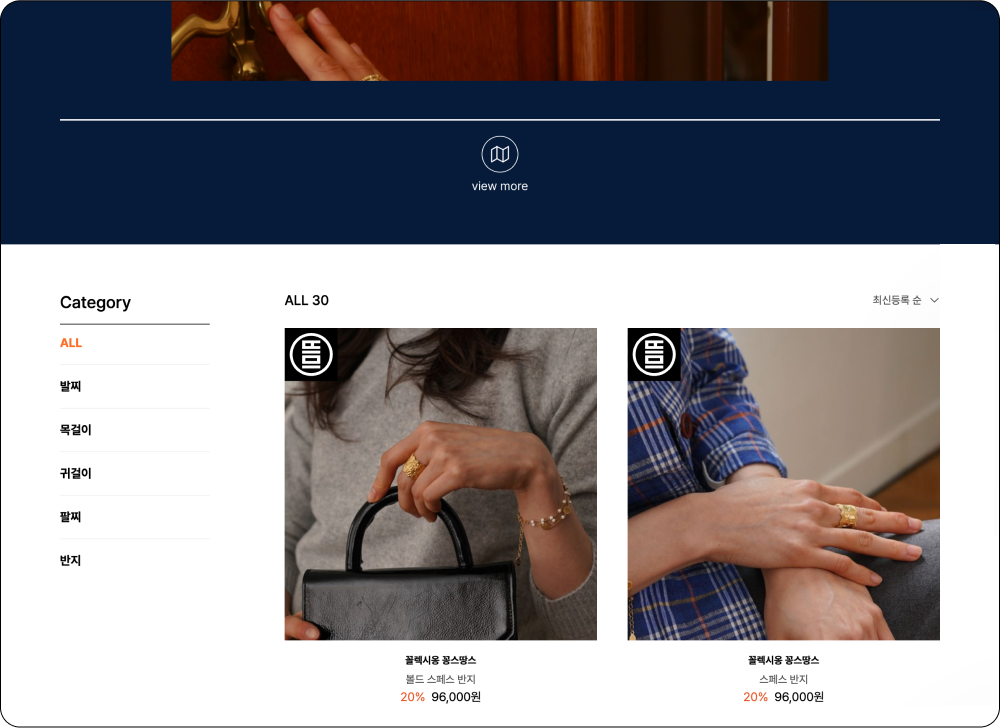 view more
Category
ALL
발찌
목걸이
귀걸이
팔찌
반지
ALL 30
최신등록 순
꼴렉시옹 꽁스땅스
볼드 스페스 반지
20% 96,000원
꼴렉시옹 꽁스땅스
스페스 반지
20% 96,000원